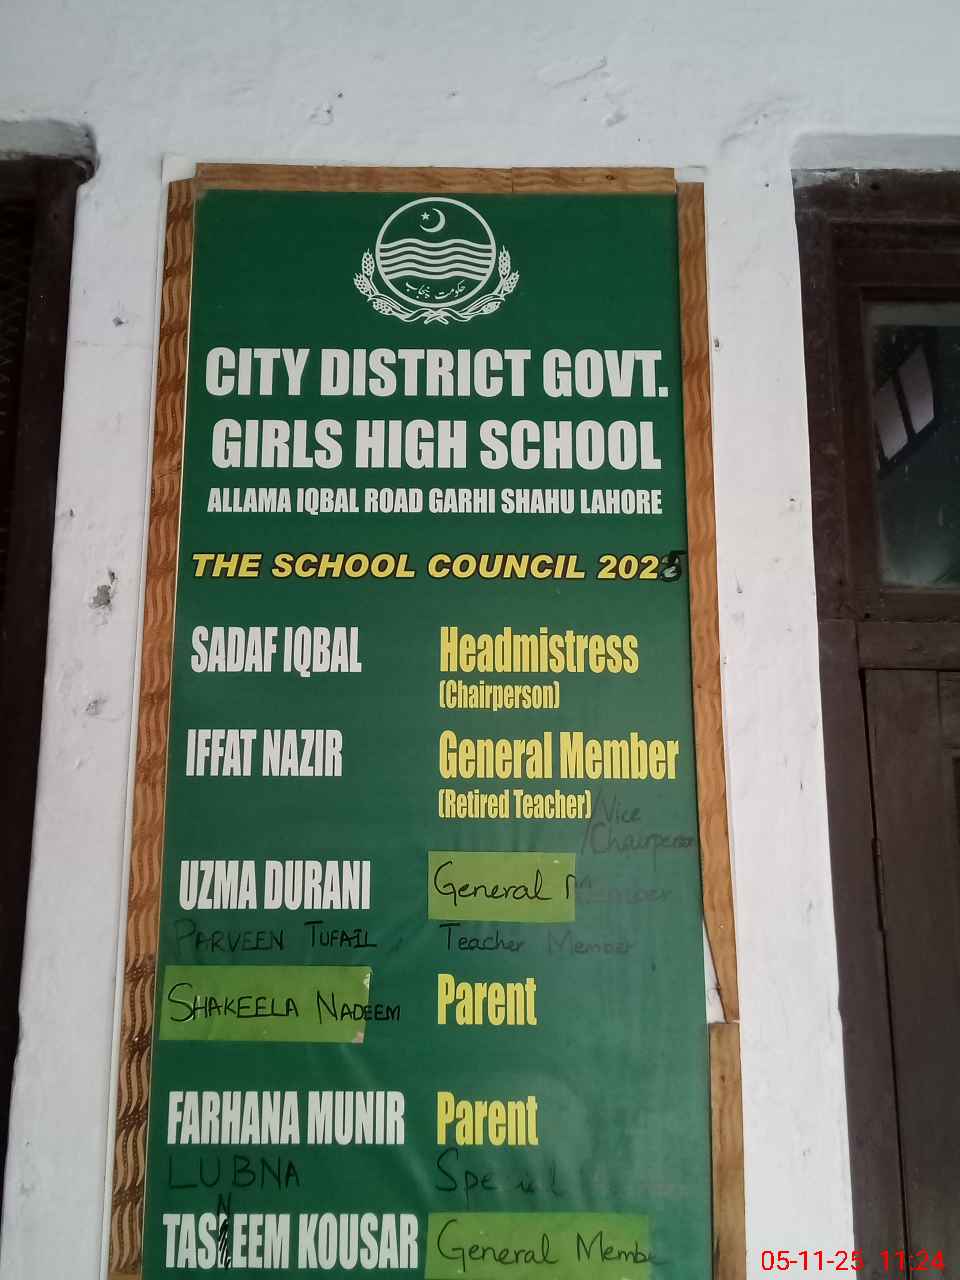 حکومت پنجاب
CITY DISTRICT GOVT.
GIRLS HIGH SCHOOL
ALLAMA IQBAL ROAD GARHI SHAHU LAHORE
THE SCHOOL COUNCIL 2025
SADAF IQBAL Headmistress
(Chairperson)
IFFAT NAZIR General Member
(Retired Teacher)/Vice
/Chairperson
UZMA DURANI General Member
PARVEEN TUFAIL Teacher Member
SHAKEELA NADEEM Parent
FARHANA MUNIR Parent
LUBNA Special
TASNEEM KOUSAR General Membe
05-11-25 11:24